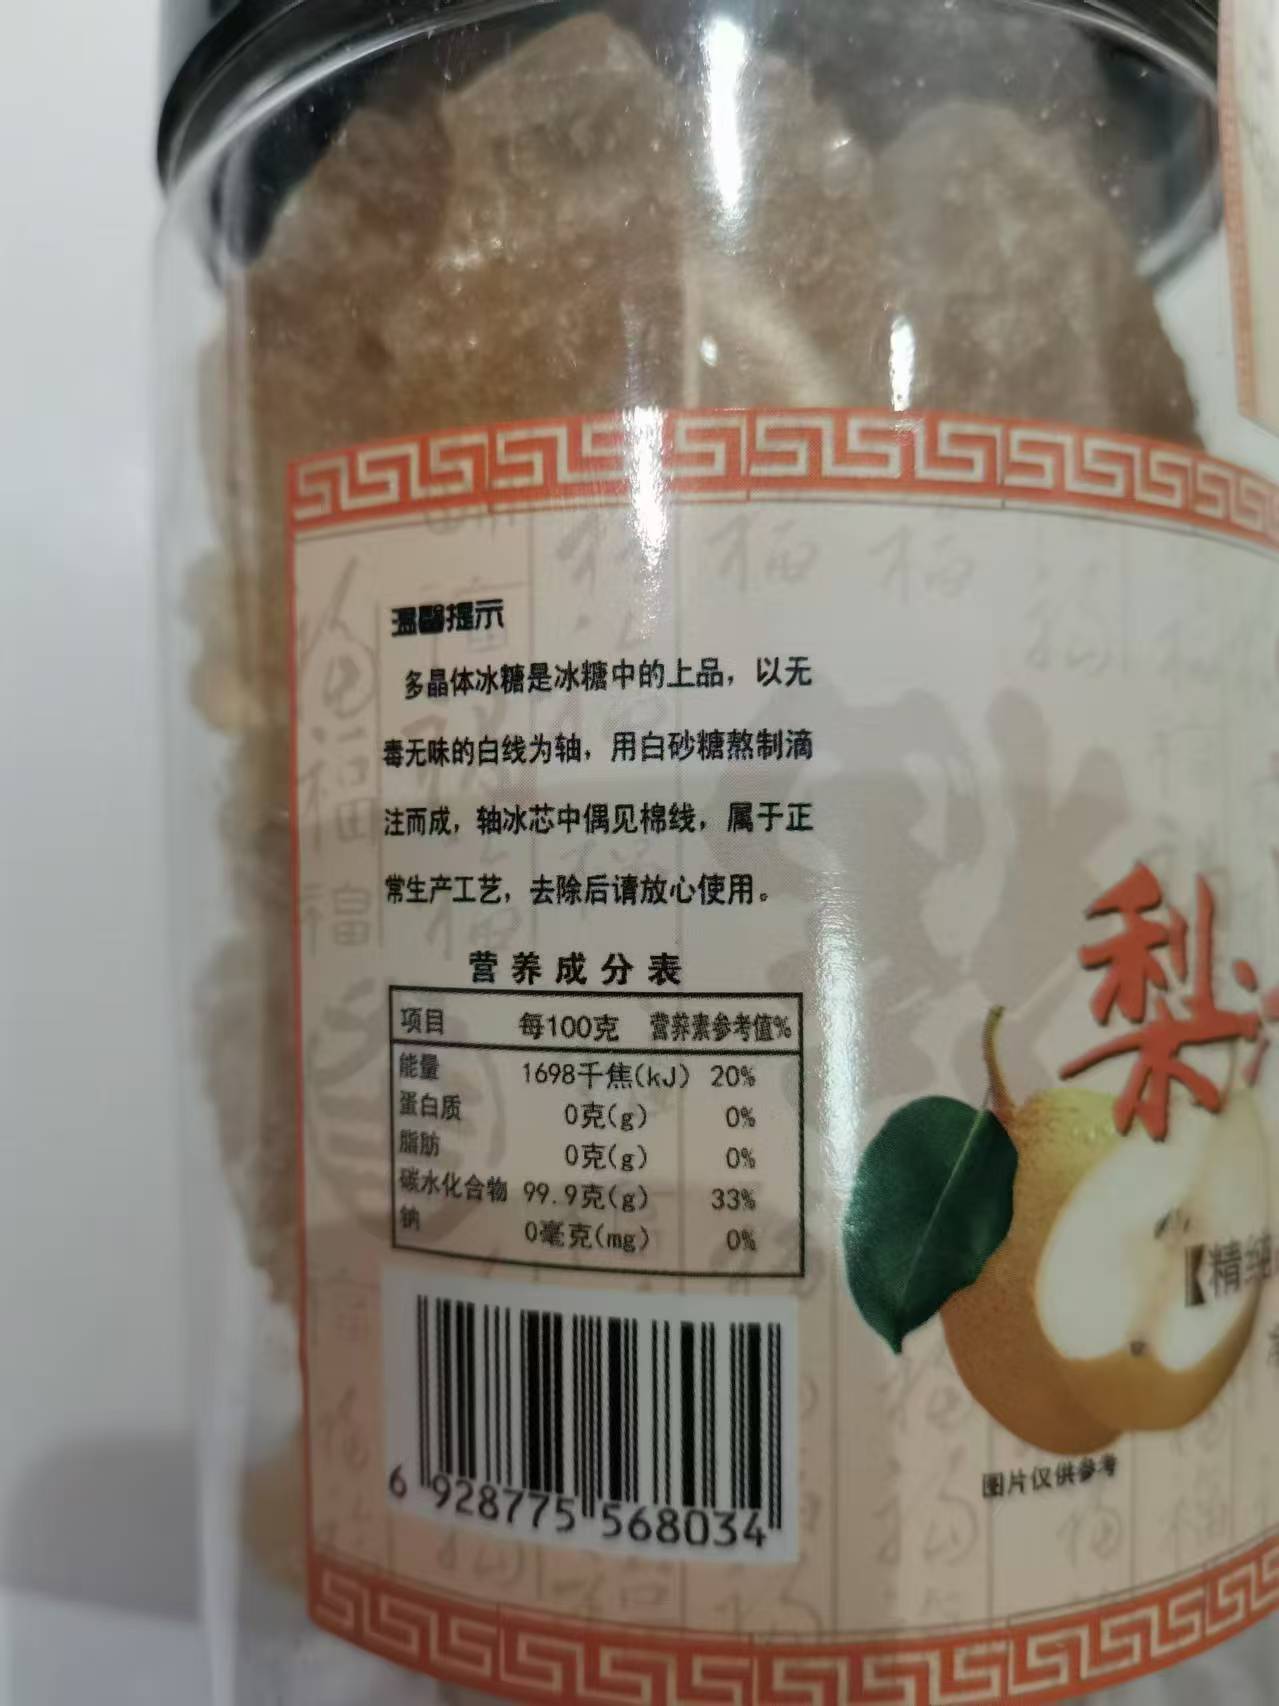 温馨提示
多晶体冰糖是冰糖中的上品，以无
毒无味的白线为轴，用白砂糖熬制滴
注而成，轴冰芯中偶见棉线，属于正
常生产工艺，去除后请放心使用。
营养成分表
项目 每100克 营养素参考值%
能量 1698千焦(kJ) 20%
蛋白质 0克(g) 0%
脂肪 0克(g) 0%
碳水化合物 99.9克(g) 33%
钠 0毫克(mg) 0%
6 928775 568034
梨
【精纯
图片仅供参考